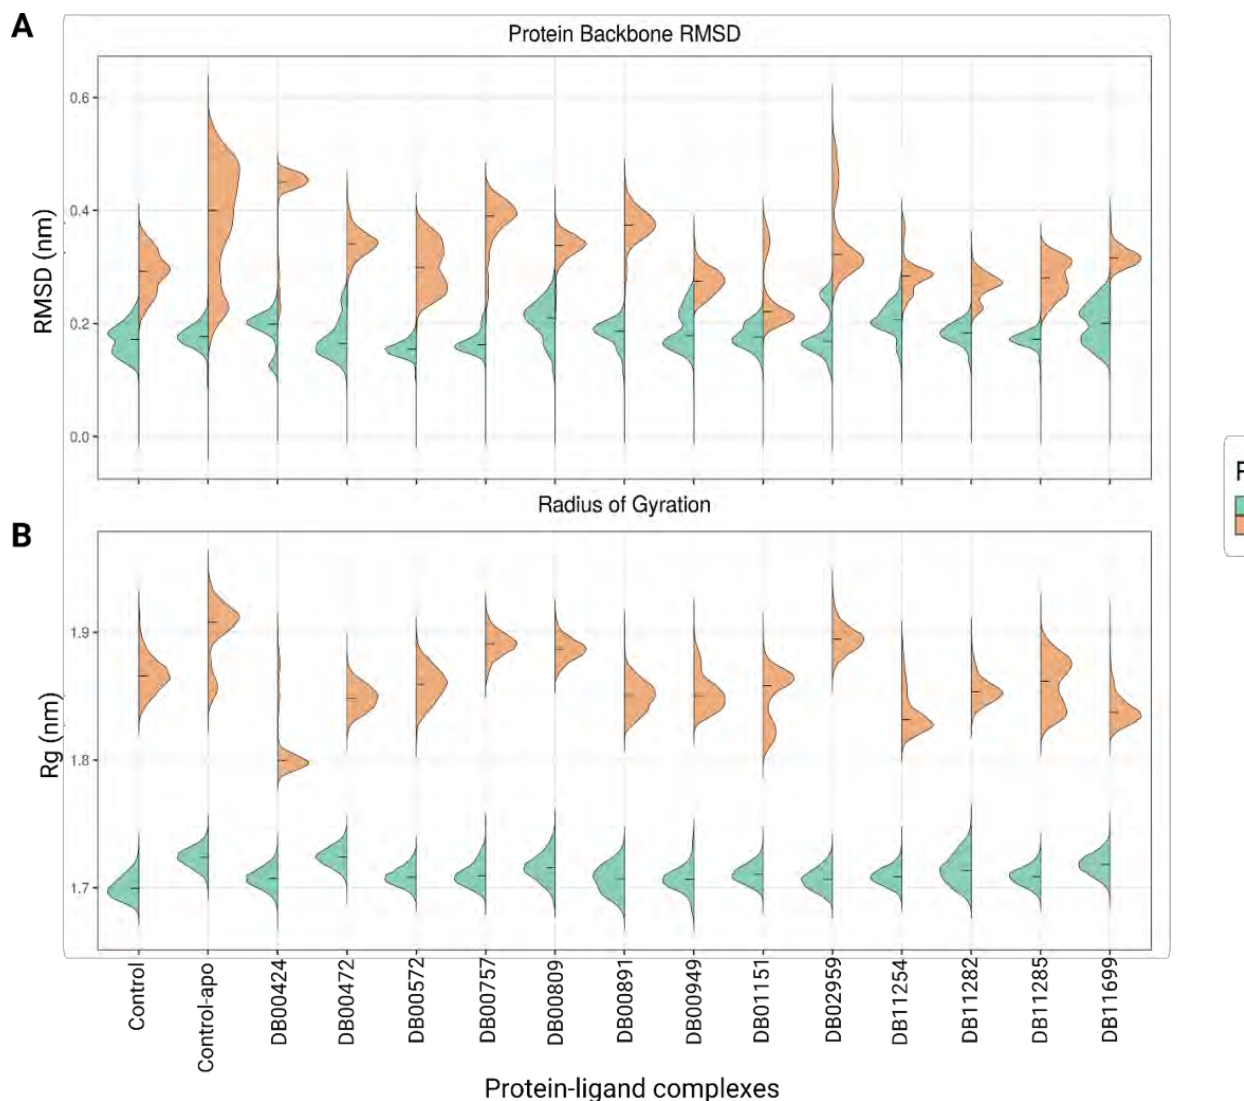 A
Protein Backbone RMSD
0.6
0.4
0.2
0.0
RMSD (nm)
B
Radius of Gyration
1.9
1.8
1.7
Rg (nm)
Control
Control-apo
DB00424
DB00472
DB00572
DB00757
DB00809
DB00891
DB00949
DB01151
DB02959
DB11254
DB11282
DB11285
DB11699
Protein-ligand complexes